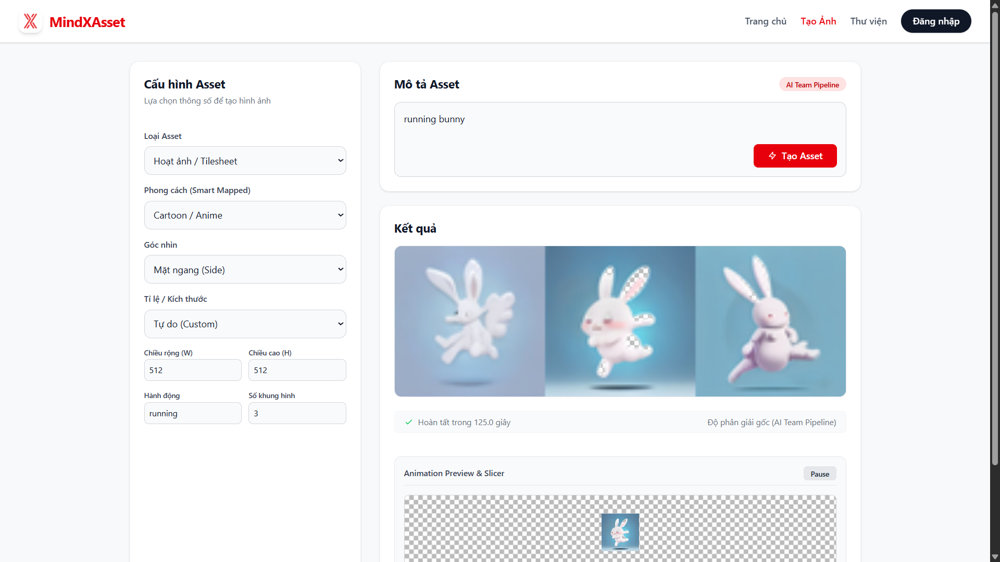 MindXAsset
Trang chủ
Tạo Ảnh
Thư viện
Đăng nhập
Cấu hình Asset
Lựa chọn thông số để tạo hình ảnh
Loại Asset
Hoạt ảnh / Tilesheet
Phong cách (Smart Mapped)
Cartoon / Anime
Góc nhìn
Mặt ngang (Side)
Tỉ lệ / Kích thước
Tự do (Custom)
Chiều rộng (W)
Chiều cao (H)
512
512
Hành động
Số khung hình
running
3
Mô tả Asset
AI Team Pipeline
running bunny
Tạo Asset
Kết quả
Hoàn tất trong 125.0 giây
Độ phân giải gốc (AI Team Pipeline)
Animation Preview & Slicer
Pause